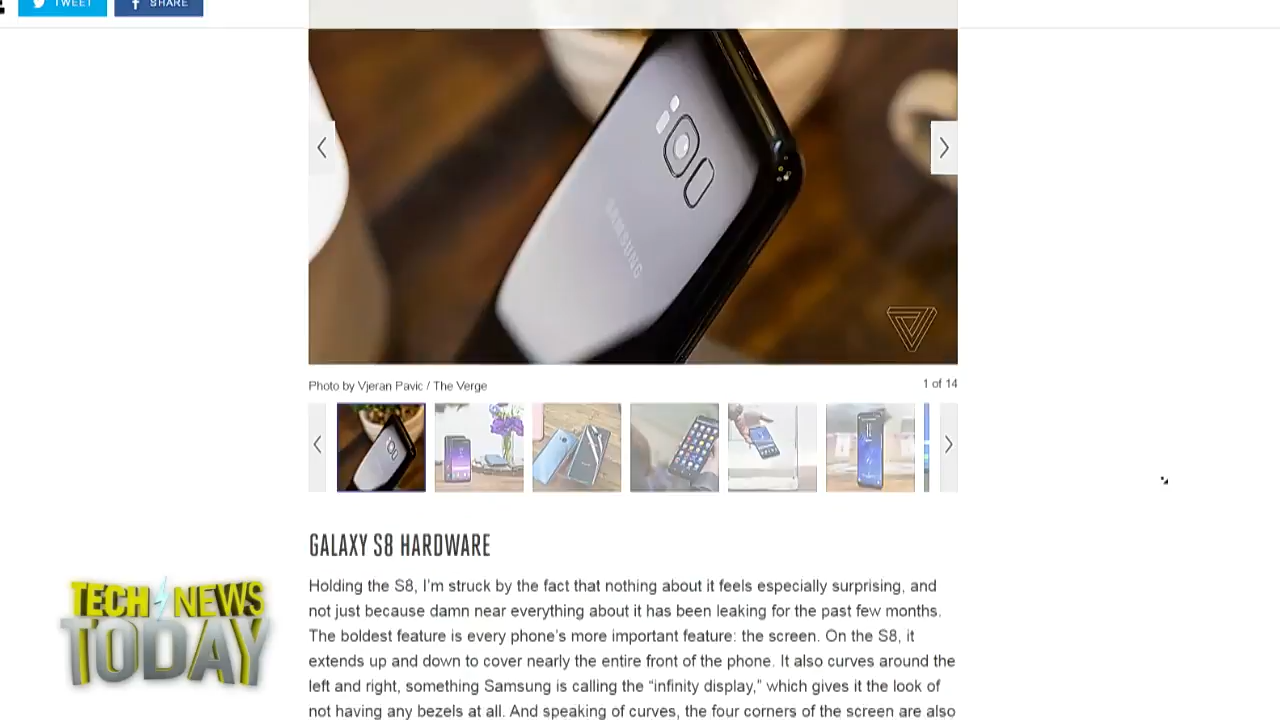 TWEET
SHARE
SAMSUNG
Photo by Vjeran Pavic / The Verge
1 of 14
GALAXY S8 HARDWARE
Holding the S8, I'm struck by the fact that nothing about it feels especially surprising, and
not just because damn near everything about it has been leaking for the past few months.
The boldest feature is every phone's more important feature: the screen. On the S8, it
extends up and down to cover nearly the entire front of the phone. It also curves around the
left and right, something Samsung is calling the “infinity display,” which gives it the look of
not having any bezels at all. And speaking of curves, the four corners of the screen are also
TECH NEWS
TODAY